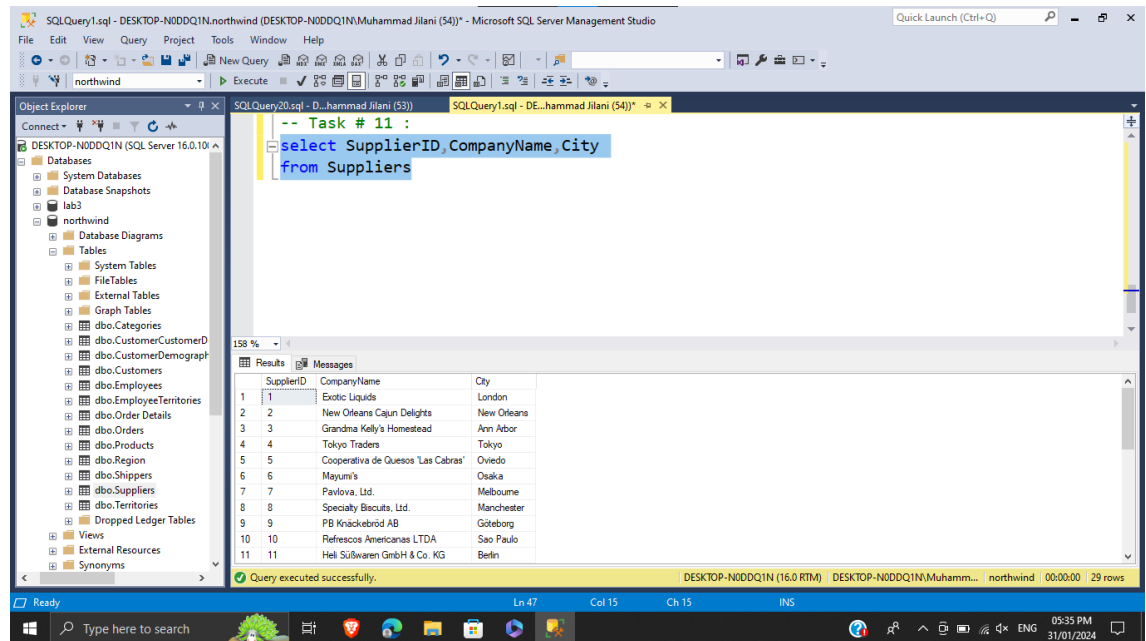 SQLQuery1.sql - DESKTOP-N0DDQ1N.northwind (DESKTOP-N0DDQ1N\Muhammad Jilani (54))* - Microsoft SQL Server Management Studio
Quick Launch (Ctrl+Q)
File Edit View Query Project Tools Window Help
New Query
northwind Execute
Object Explorer
SQLQuery20.sql - D...hammad Jilani (53)) SQLQuery1.sql - DE...hammad Jilani (54))*
Connect
DESKTOP-N0DDQ1N (SQL Server 16.0.10
Databases
System Databases
Database Snapshots
lab3
northwind
Database Diagrams
Tables
System Tables
FileTables
External Tables
Graph Tables
dbo.Categories
dbo.CustomerCustomerD
dbo.CustomerDemograph
dbo.Customers
dbo.Employees
dbo.EmployeeTerritories
dbo.Order Details
dbo.Orders
dbo.Products
dbo.Region
dbo.Shippers
dbo.Suppliers
dbo.Territories
Dropped Ledger Tables
Views
External Resources
Synonyms
-- Task # 11 :
select SupplierID,CompanyName,City
from Suppliers
158 %
Results Messages
SupplierID CompanyName City
1 1 Exotic Liquids London
2 2 New Orleans Cajun Delights New Orleans
3 3 Grandma Kelly's Homestead Ann Arbor
4 4 Tokyo Traders Tokyo
5 5 Cooperativa de Quesos 'Las Cabras' Oviedo
6 6 Mayumi's Osaka
7 7 Pavlova, Ltd. Melbourne
8 8 Specialty Biscuits, Ltd. Manchester
9 9 PB Knäckebröd AB Göteborg
10 10 Refrescos Americanas LTDA Sao Paulo
11 11 Heli Süßwaren GmbH & Co. KG Berlin
Query executed successfully. DESKTOP-N0DDQ1N (16.0 RTM) DESKTOP-N0DDQ1N\Muhamm... northwind 00:00:00 29 rows
Ready Ln 47 Col 15 Ch 15 INS
Type here to search
ENG
05:35 PM
31/01/2024